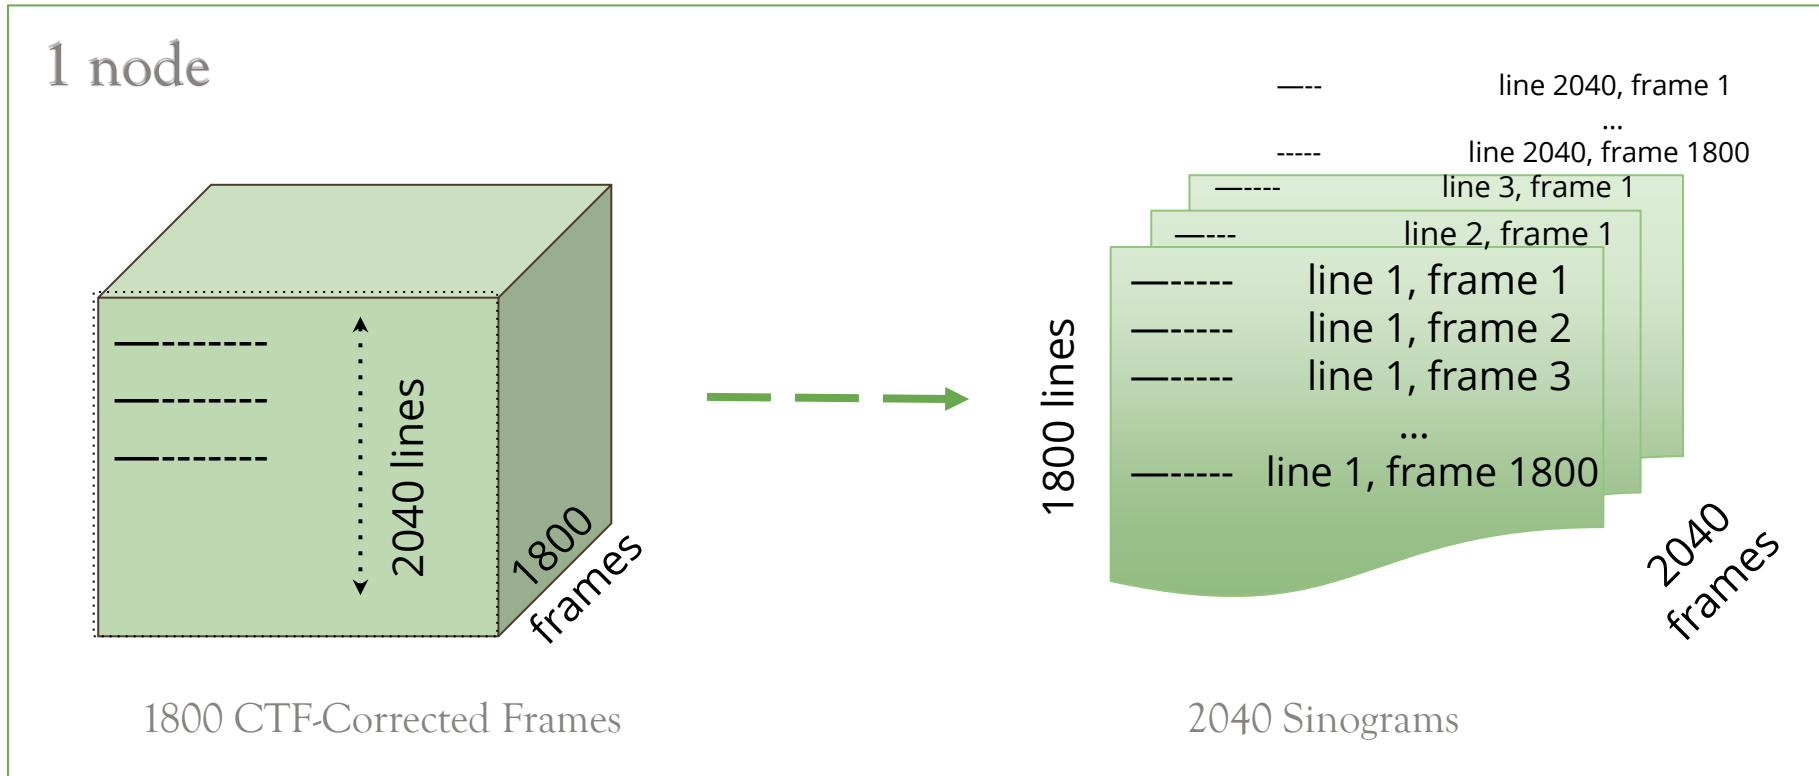 1 node
2040 lines
1800
frames
1800 CTF-Corrected Frames
—-- line 2040, frame 1
...
----- line 2040, frame 1800
—---- line 3, frame 1
—--- line 2, frame 1
—----- line 1, frame 1
—----- line 1, frame 2
—----- line 1, frame 3
...
—----- line 1, frame 1800
1800 lines
2040
frames
2040 Sinograms